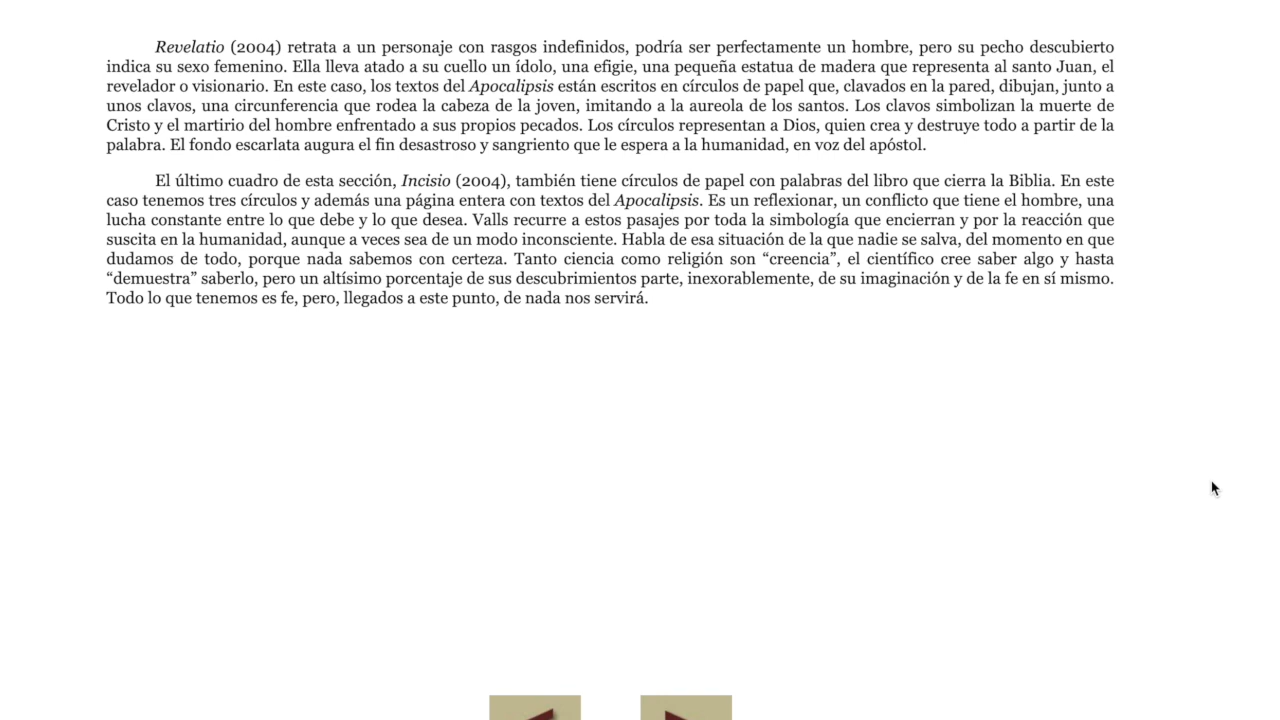 Revelatio (2004) retrata a un personaje con rasgos indefinidos, podría ser perfectamente un hombre, pero su pecho descubierto
indica su sexo femenino. Ella lleva atado a su cuello un ídolo, una efigie, una pequeña estatua de madera que representa al santo Juan, el
revelador o visionario. En este caso, los textos del Apocalipsis están escritos en círculos de papel que, clavados en la pared, dibujan, junto a
unos clavos, una circunferencia que rodea la cabeza de la joven, imitando a la aureola de los santos. Los clavos simbolizan la muerte de
Cristo y el martirio del hombre enfrentado a sus propios pecados. Los círculos representan a Dios, quien crea y destruye todo a partir de la
palabra. El fondo escarlata augura el fin desastroso y sangriento que le espera a la humanidad, en voz del apóstol.
El último cuadro de esta sección, Incisio (2004), también tiene círculos de papel con palabras del libro que cierra la Biblia. En este
caso tenemos tres círculos y además una página entera con textos del Apocalipsis. Es un reflexionar, un conflicto que tiene el hombre, una
lucha constante entre lo que debe y lo que desea. Valls recurre a estos pasajes por toda la simbología que encierran y por la reacción que
suscita en la humanidad, aunque a veces sea de un modo inconsciente. Habla de esa situación de la que nadie se salva, del momento en que
dudamos de todo, porque nada sabemos con certeza. Tanto ciencia como religión son “creencia”, el científico cree saber algo y hasta
“demuestra” saberlo, pero un altísimo porcentaje de sus descubrimientos parte, inexorablemente, de su imaginación y de la fe en sí mismo.
Todo lo que tenemos es fe, pero, llegados a este punto, de nada nos servirá.